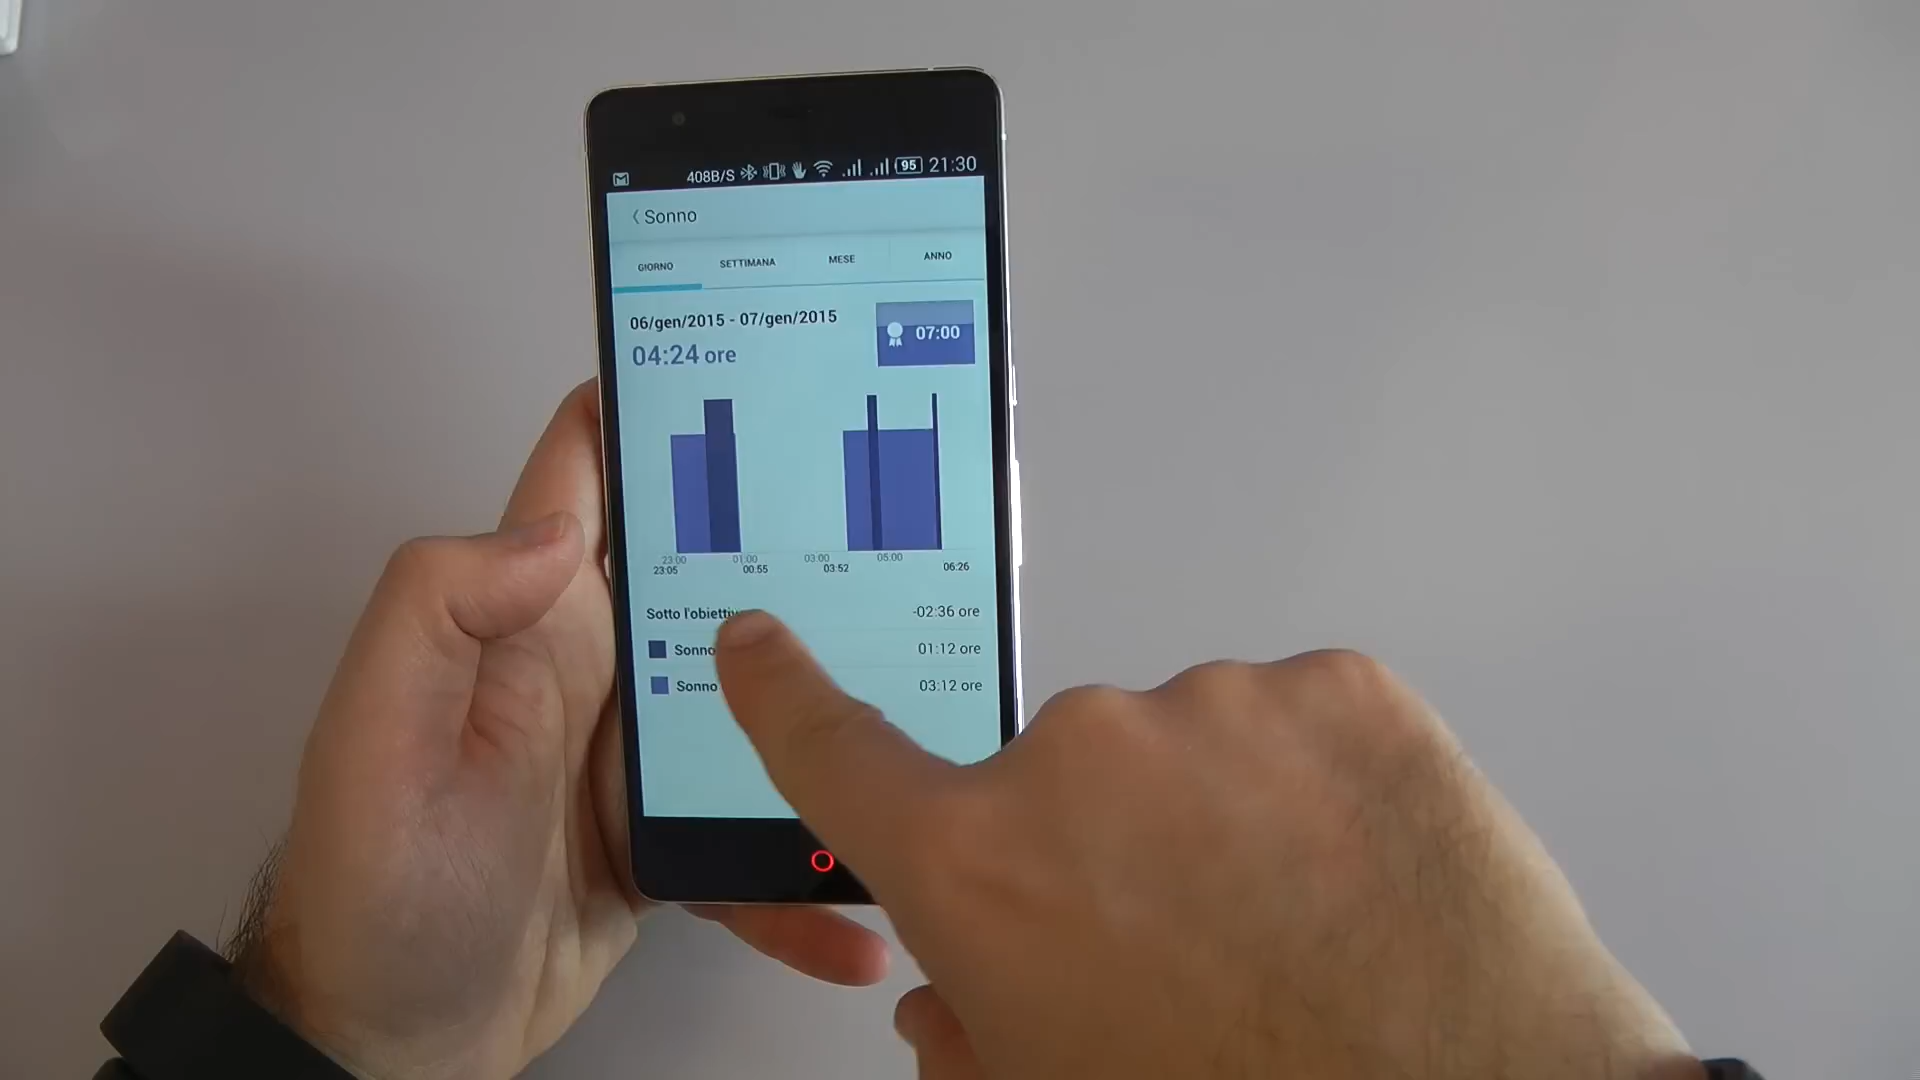 408B/S 95 21:30
Sonno
GIORNO SETTIMANA MESE ANNO
06/gen/2015 - 07/gen/2015
07:00
04:24 ore
23:00 01:00 03:00 05:00
23:05 00:55 03:52 06:26
Sotto l'obiettiv -02:36 ore
Sonno 01:12 ore
Sonno 03:12 ore